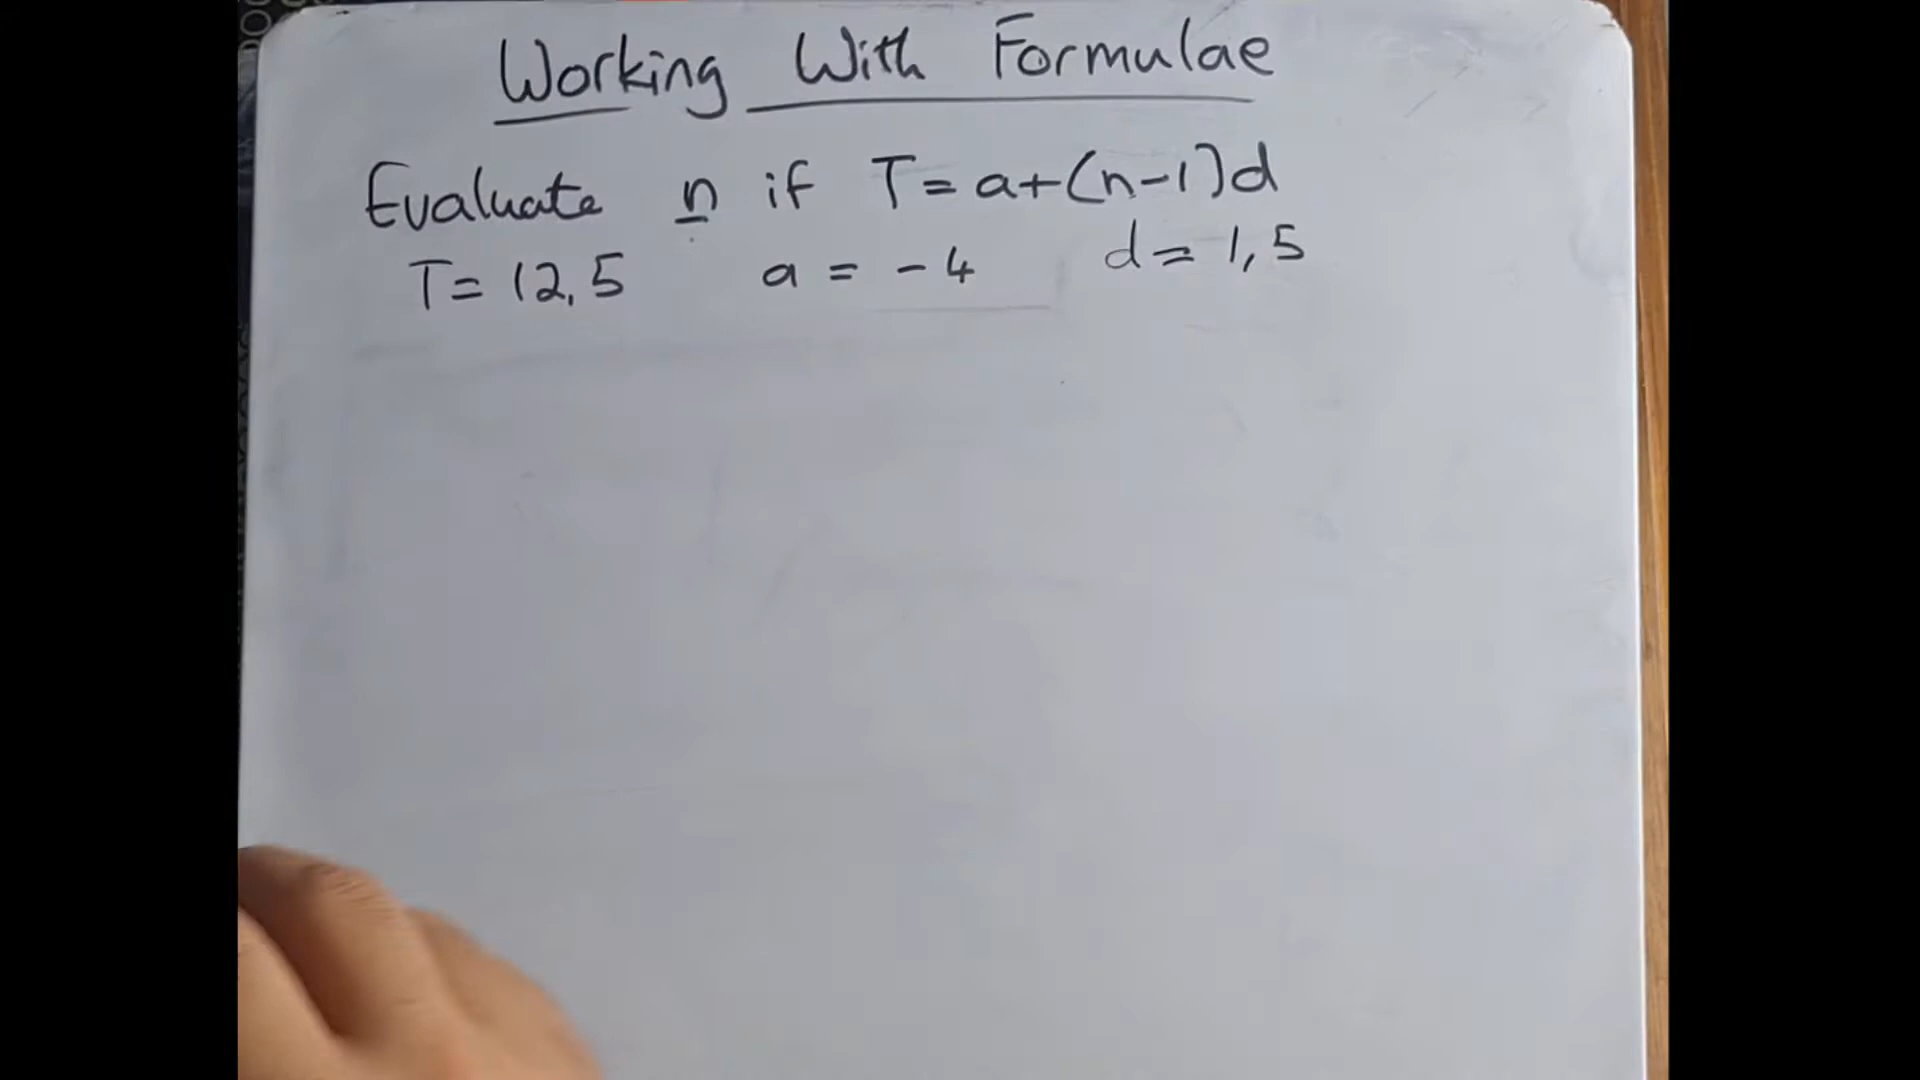 Working With Formulae
Evaluate n if T=a+(n-1)d
T= 12,5 a = -4 d= 1,5